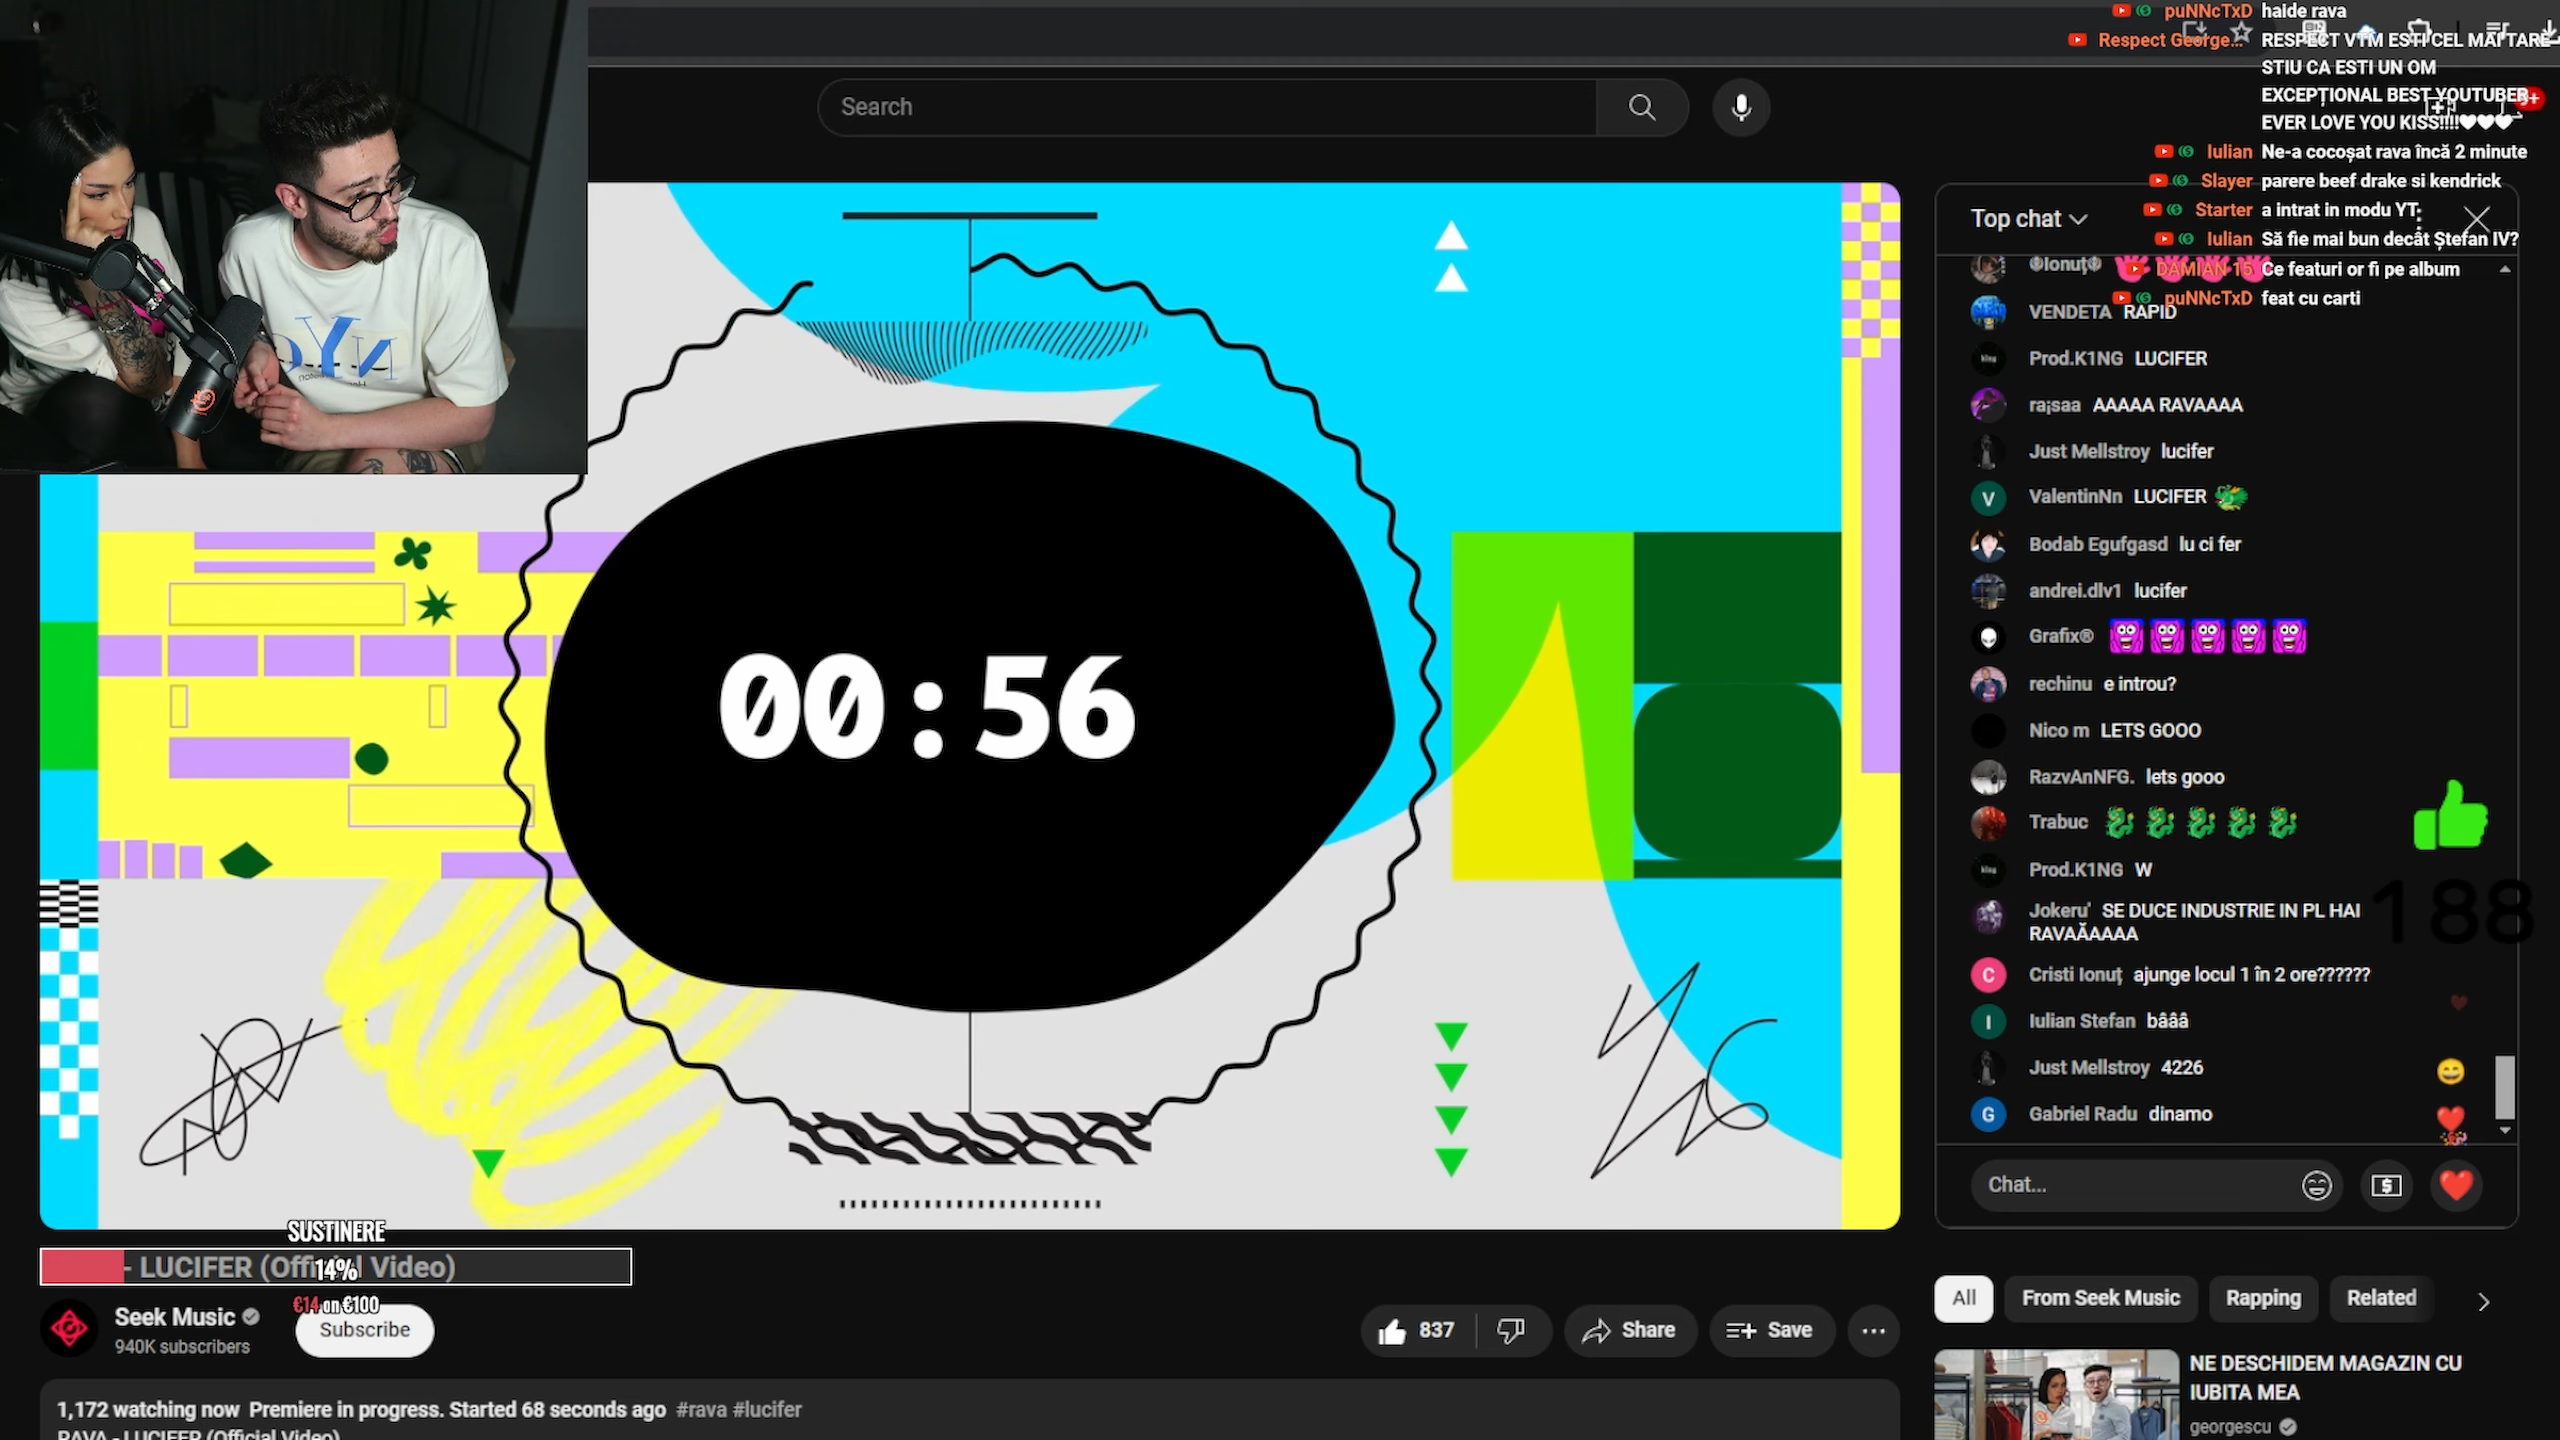 puNNcTxD haide rava
Respect George... RESPECT VTM ESTI CEL MAI TARE
STIU CA ESTI UN OM
EXCEPȚIONAL BEST YOUTUBER
EVER LOVE YOU KISS!!!!🤍🤍🤍
Iulian Ne-a cocoșat rava încă 2 minute
Slayer parere beef drake si kendrick
Starter a intrat in modu YT
Iulian Să fie mai bun decât Ștefan IV?
DAMIAN 15 Ce featuri or fi pe album
puNNcTxD feat cu carti
Search
9+
Top chat
Ionuț
VENDETA RAPID
Prod.K1NG LUCIFER
ra¡saa AAAAA RAVAAAA
Just Mellstroy lucifer
V ValentinNn LUCIFER 🐲
Bodab Egufgasd lu ci fer
andrei.dlv1 lucifer
Grafix®
rechinu e introu?
Nico m LETS GOOO
RazvAnNFG. lets gooo
Trabuc 🐉🐉🐉🐉🐉
Prod.K1NG W
Jokeru' SE DUCE INDUSTRIE IN PL HAI
RAVAĂAAAA
C Cristi Ionuț ajunge locul 1 în 2 ore??????
I Iulian Stefan bâââ
Just Mellstroy 4226
G Gabriel Radu dinamo
188
Chat...
NY
00:56
SUSTINERE
14%
- LUCIFER (Official Video)
€14 din €100
Seek Music
940K subscribers
Subscribe
837
Share
Save
1,172 watching now Premiere in progress. Started 68 seconds ago #rava #lucifer
RAVA - LUCIFER (Official Video)
All
From Seek Music
Rapping
Related
NE DESCHIDEM MAGAZIN CU
IUBITA MEA
georgescu